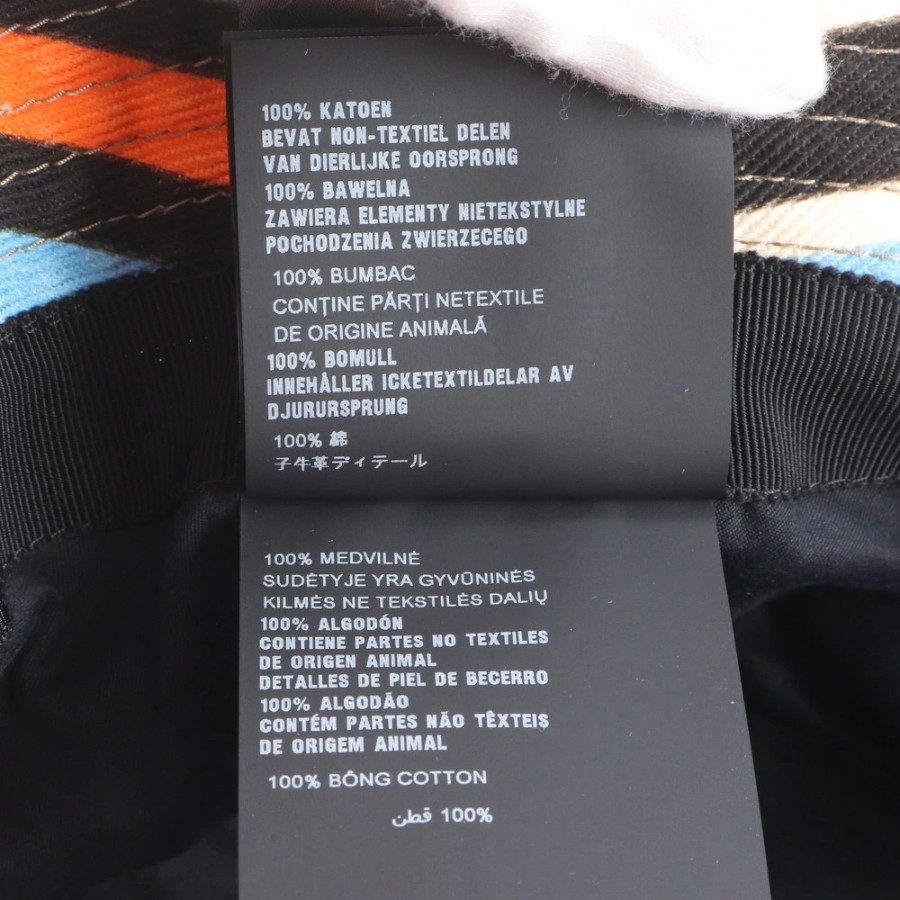 100% KATOEN
BEVAT NON-TEXTIEL DELEN
VAN DIERLIJKE OORSPRONG
100% BAWELNA
ZAWIERA ELEMENTY NIETEKSTYLNE
POCHODZENIA ZWIERZECEGO
100% BUMBAC
CONȚINE PĂRȚI NETEXTILE
DE ORIGINE ANIMALĂ
100% BOMULL
INNEHÅLLER ICKETEXTILDELAR AV
DJURURSPRUNG
100% 綿
子牛革ディテール
100% MEDVILNĖ
SUDĖTYJE YRA GYVŪNINĖS
KILMĖS NE TEKSTILĖS DALIŲ
100% ALGODÓN
CONTIENE PARTES NO TEXTILES
DE ORIGEN ANIMAL
DETALLES DE PIEL DE BECERRO
100% ALGODÃO
CONTÉM PARTES NÃO TÊXTEIS
DE ORIGEM ANIMAL
100% BÔNG COTTON
100% قطن